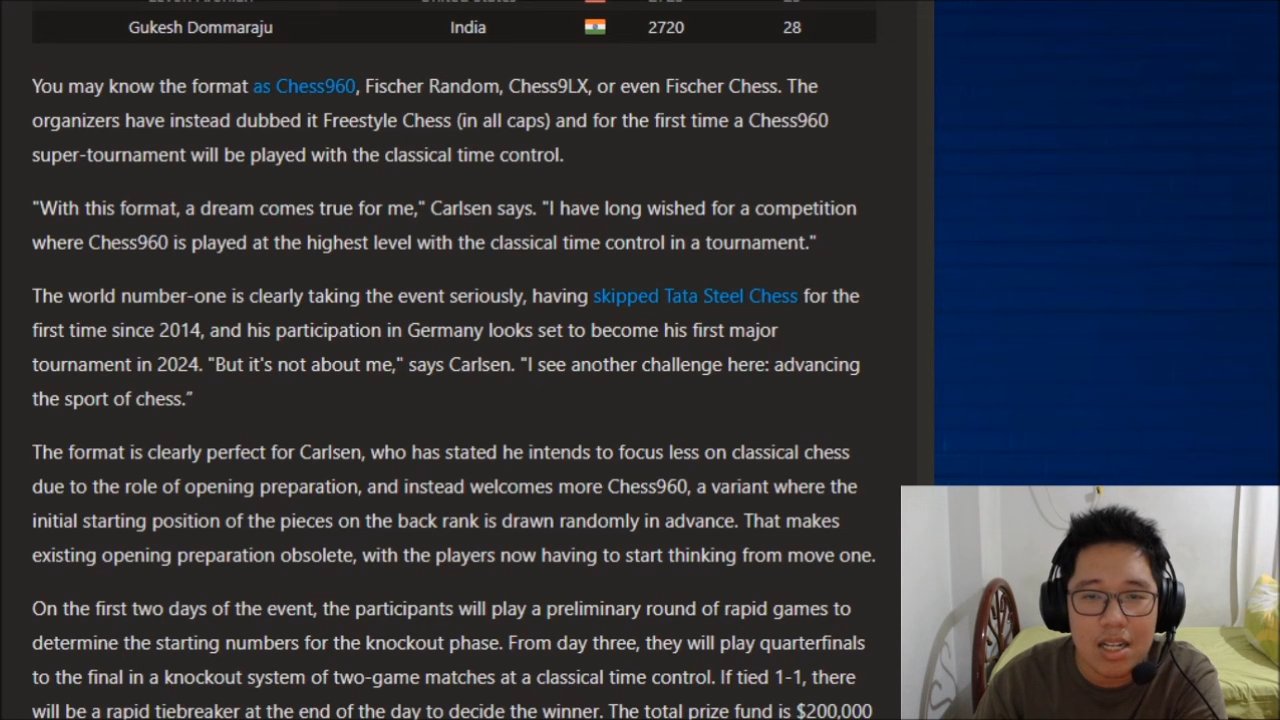 Gukesh Dommaraju India 2720 28
You may know the format as Chess960, Fischer Random, Chess9LX, or even Fischer Chess. The
organizers have instead dubbed it Freestyle Chess (in all caps) and for the first time a Chess960
super-tournament will be played with the classical time control.
"With this format, a dream comes true for me," Carlsen says. "I have long wished for a competition
where Chess960 is played at the highest level with the classical time control in a tournament."
The world number-one is clearly taking the event seriously, having skipped Tata Steel Chess for the
first time since 2014, and his participation in Germany looks set to become his first major
tournament in 2024. "But it's not about me," says Carlsen. "I see another challenge here: advancing
the sport of chess.”
The format is clearly perfect for Carlsen, who has stated he intends to focus less on classical chess
due to the role of opening preparation, and instead welcomes more Chess960, a variant where the
initial starting position of the pieces on the back rank is drawn randomly in advance. That makes
existing opening preparation obsolete, with the players now having to start thinking from move one.
On the first two days of the event, the participants will play a preliminary round of rapid games to
determine the starting numbers for the knockout phase. From day three, they will play quarterfinals
to the final in a knockout system of two-game matches at a classical time control. If tied 1-1, there
will be a rapid tiebreaker at the end of the day to decide the winner. The total prize fund is $200,000